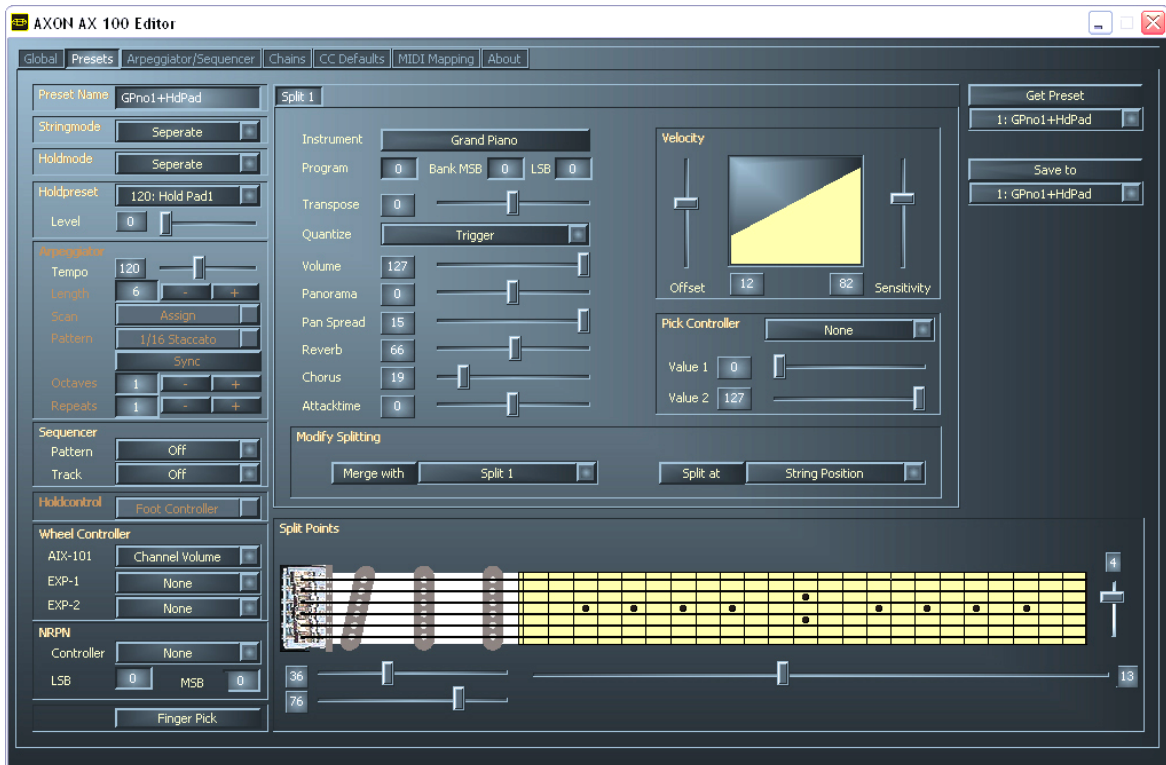 AXON AX 100 Editor
Global Presets Arpeggiator/Sequencer Chains CC Defaults MIDI Mapping About
Preset Name GPno1+HdPad
Stringmode Seperate
Holdmode Seperate
Holdpreset 120: Hold Pad1
Level 0
Arpeggiator
Tempo 120
Length 6 - +
Scan Assign
Pattern 1/16 Staccato
Sync
Octaves 1 - +
Repeats 1 - +
Sequencer
Pattern Off
Track Off
Holdcontrol Foot Controller
Wheel Controller
AIX-101 Channel Volume
EXP-1 None
EXP-2 None
NRPN
Controller None
LSB 0 MSB 0
Finger Pick
Split 1
Instrument Grand Piano
Program 0 Bank MSB 0 LSB 0
Transpose 0
Quantize Trigger
Volume 127
Panorama 0
Pan Spread 15
Reverb 66
Chorus 19
Attacktime 0
Velocity
Offset 12 82 Sensitivity
Pick Controller None
Value 1 0
Value 2 127
Modify Splitting
Merge with Split 1 Split at String Position
Get Preset
1: GPno1+HdPad
Save to
1: GPno1+HdPad
Split Points
4
36
13
76